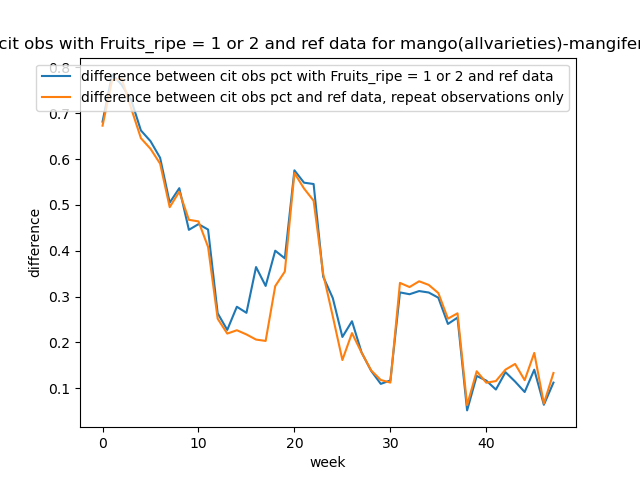 cit obs with Fruits_ripe = 1 or 2 and ref data for mango(allvarieties)-mangifer
difference between cit obs pct with Fruits_ripe = 1 or 2 and ref data
difference between cit obs pct and ref data, repeat observations only
0.8
0.7
0.6
0.5
0.4
0.3
0.2
0.1
difference
0
10
20
30
40
week